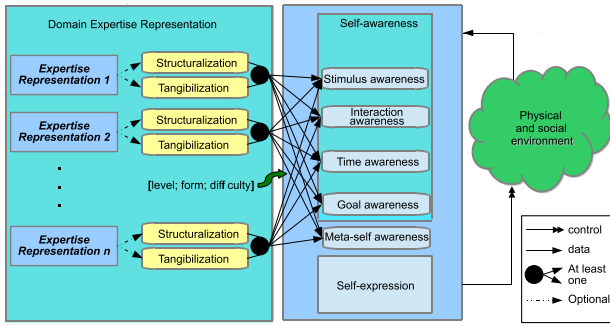 Domain Expertise Representation
Expertise
Representation 1
Structuralization
Tangibilization
Expertise
Representation 2
Structuralization
Tangibilization
[level; form; diff culty]
Expertise
Representation n
Structuralization
Tangibilization
Self-awareness
Stimulus awareness
Interaction
awareness
Time awareness
Goal awareness
Meta-self awareness
Self-expression
Physical
and social
environment
control
data
At least
one
Optional